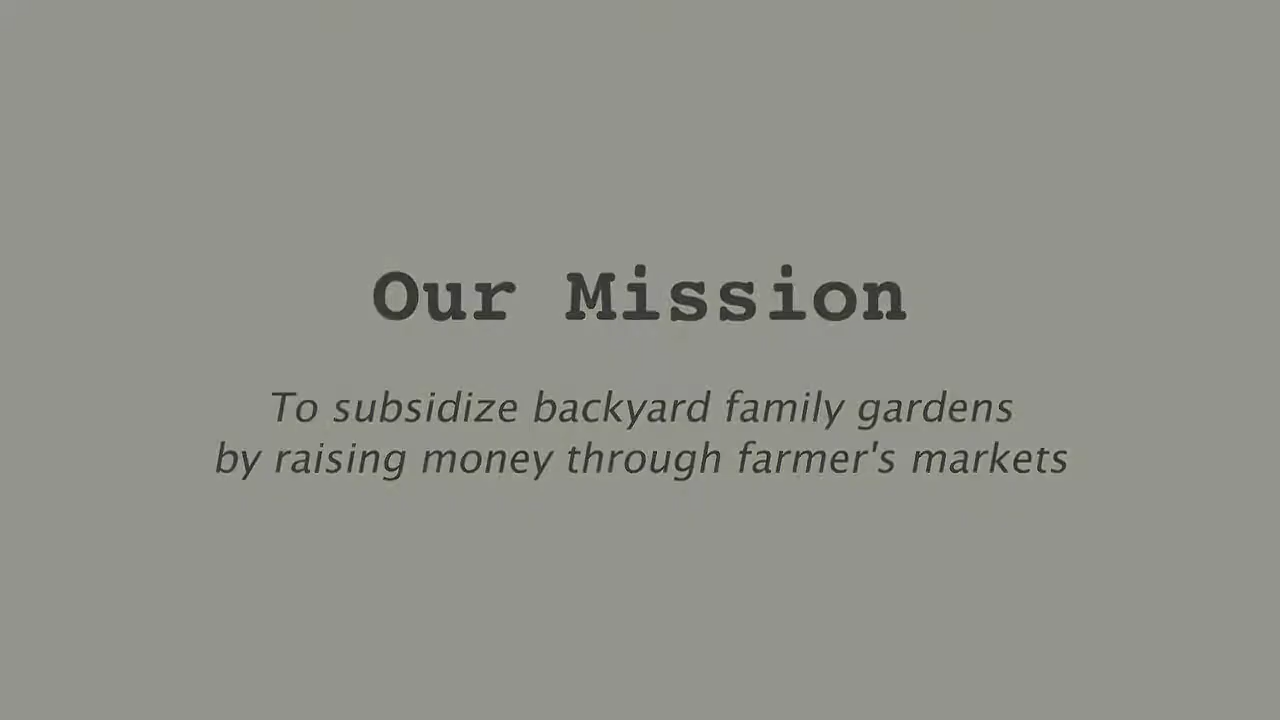 Our Mission
To subsidize backyard family gardens
by raising money through farmer's markets